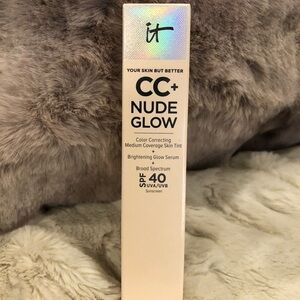 it
YOUR SKIN BUT BETTER
CC+
NUDE
GLOW
Color Correcting
Medium Coverage Skin Tint
+
Brightening Glow Serum
+
Broad Spectrum
SPF 40
UVA/UVB
Sunscreen